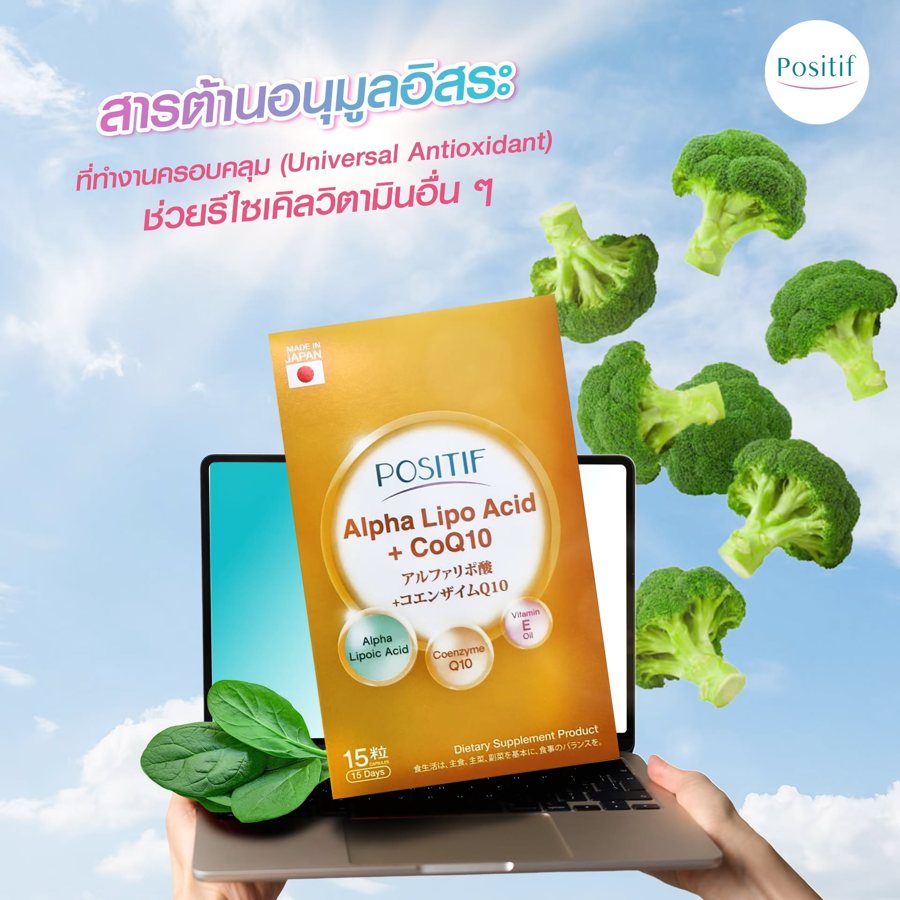 Positif
สารต้านอนุมูลอิสระ
ที่ทำงานครอบคลุม (Universal Antioxidant)
ช่วยรีไซเคิลวิตามินอื่น ๆ
MADE IN
JAPAN
POSITIF
Alpha Lipo Acid
+ CoQ10
アルファリポ酸
+コエンザイムQ10
Vitamin
E
Oil
Alpha
Lipoic Acid
Coenzyme
Q10
15粒
CAPSULES
15 Days
Dietary Supplement Product
食生活は、主食、主菜、副菜を基本に、食事のバランスを。